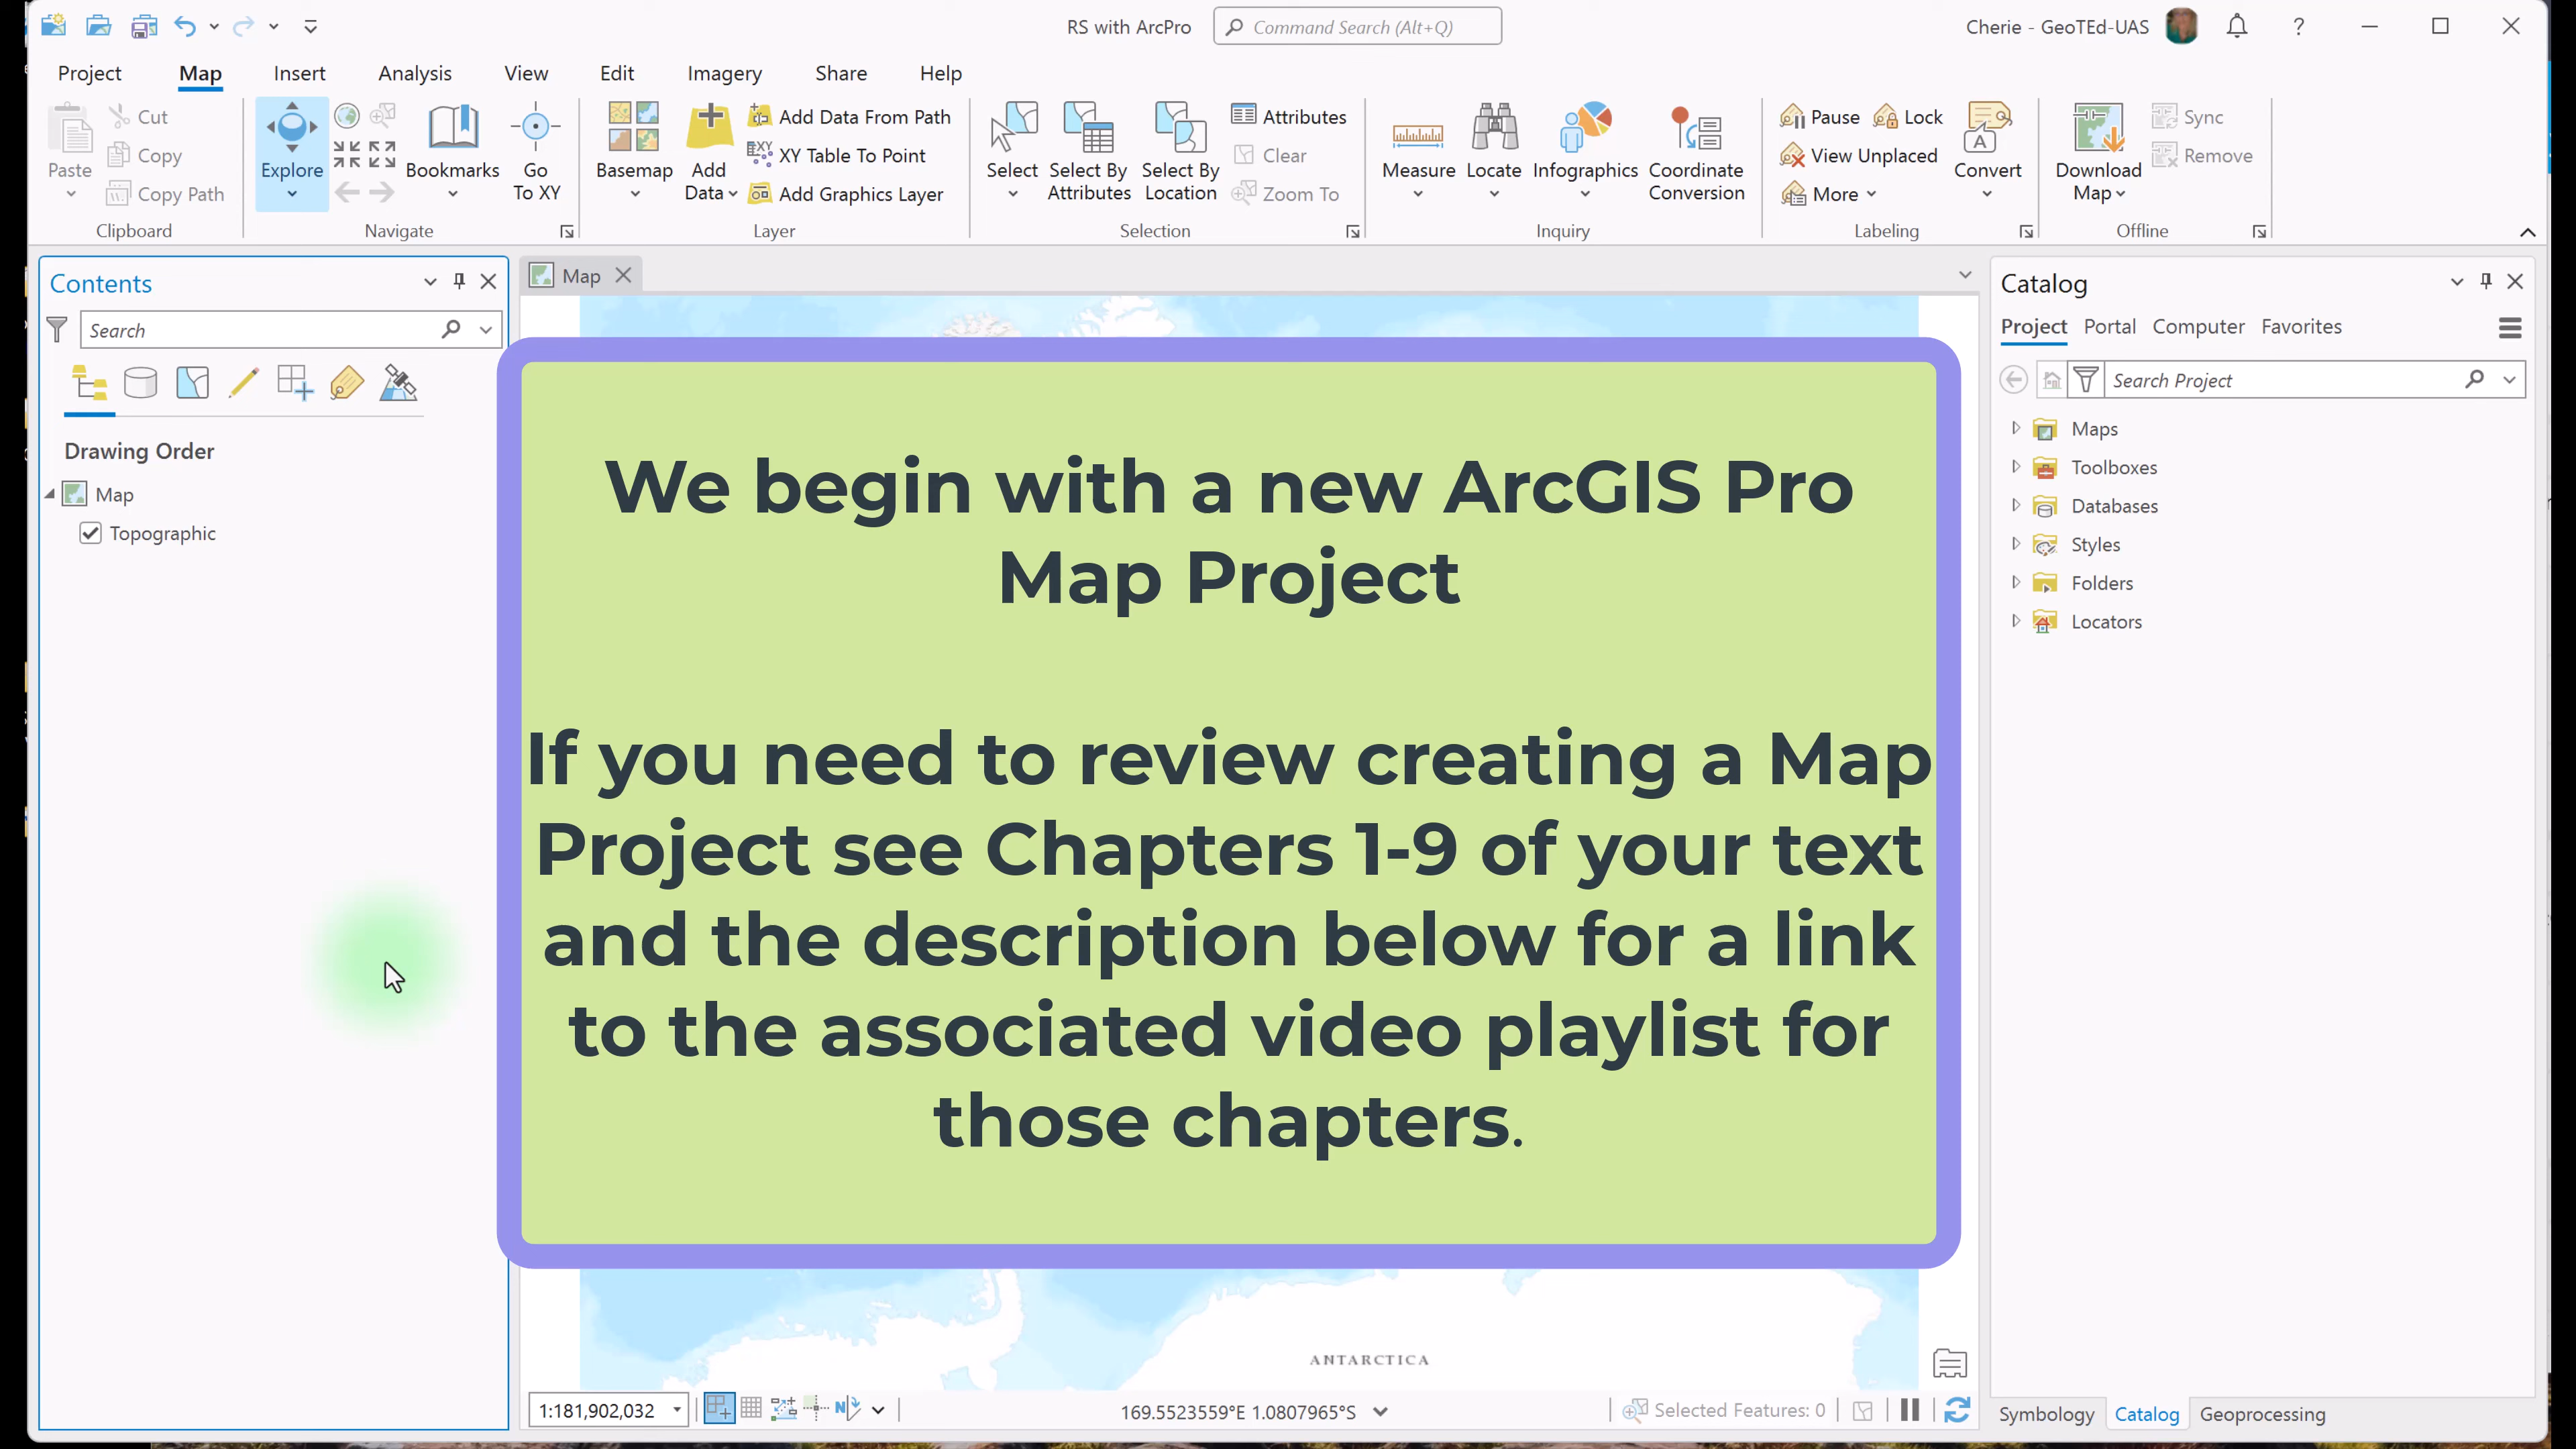 RS with ArcPro
Command Search (Alt+Q)
Cherie - GeoTEd-UAS
Project Map Insert Analysis View Edit Imagery Share Help
Paste
Cut
Copy
Copy Path
Clipboard
Explore
Bookmarks
Go
To XY
Navigate
Basemap
Add
Data
Add Data From Path
XY Table To Point
Add Graphics Layer
Layer
Select
Select By
Attributes
Select By
Location
Attributes
Clear
Zoom To
Selection
Measure
Locate
Infographics
Coordinate
Conversion
Inquiry
Pause
Lock
View Unplaced
More
Convert
Labeling
Download
Map
Sync
Remove
Offline
Contents
Search
Drawing Order
Map
Topographic
Map
We begin with a new ArcGIS Pro
Map Project
If you need to review creating a Map
Project see Chapters 1-9 of your text
and the description below for a link
to the associated video playlist for
those chapters.
ANTARCTICA
1:181,902,032
169.5523559°E 1.0807965°S
Selected Features: 0
Catalog
Project Portal Computer Favorites
Search Project
Maps
Toolboxes
Databases
Styles
Folders
Locators
Symbology Catalog Geoprocessing